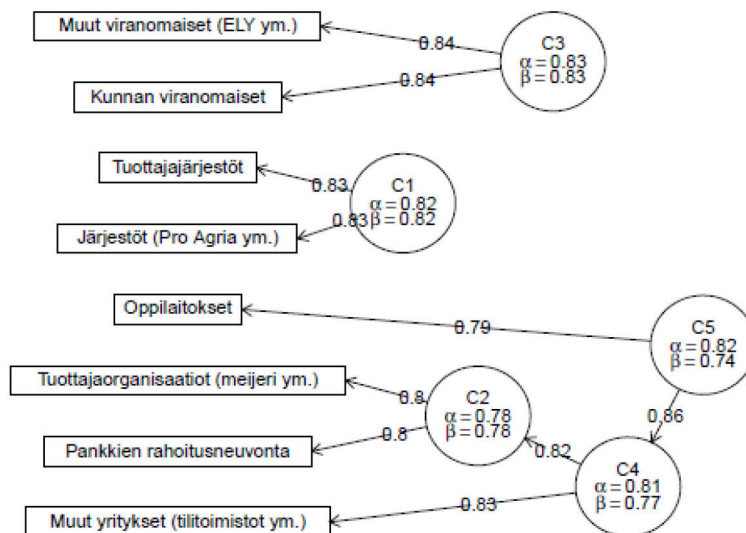 Muut viranomaiset (ELY ym.)
0.84
C3
α = 0.83
β = 0.83
Kunnan viranomaiset
0.84
Tuottajajärjestöt
0.83
C1
α = 0.82
β = 0.82
Järjestöt (Pro Agria ym.)
0.83
Oppilaitokset
0.79
C5
α = 0.82
β = 0.74
Tuottajaorganisaatiot (meijeri ym.)
0.8
C2
α = 0.78
β = 0.78
0.86
Pankkien rahoitusneuvonta
0.8
0.82
C4
α = 0.81
β = 0.77
Muut yritykset (tilitoimistot ym.)
0.83